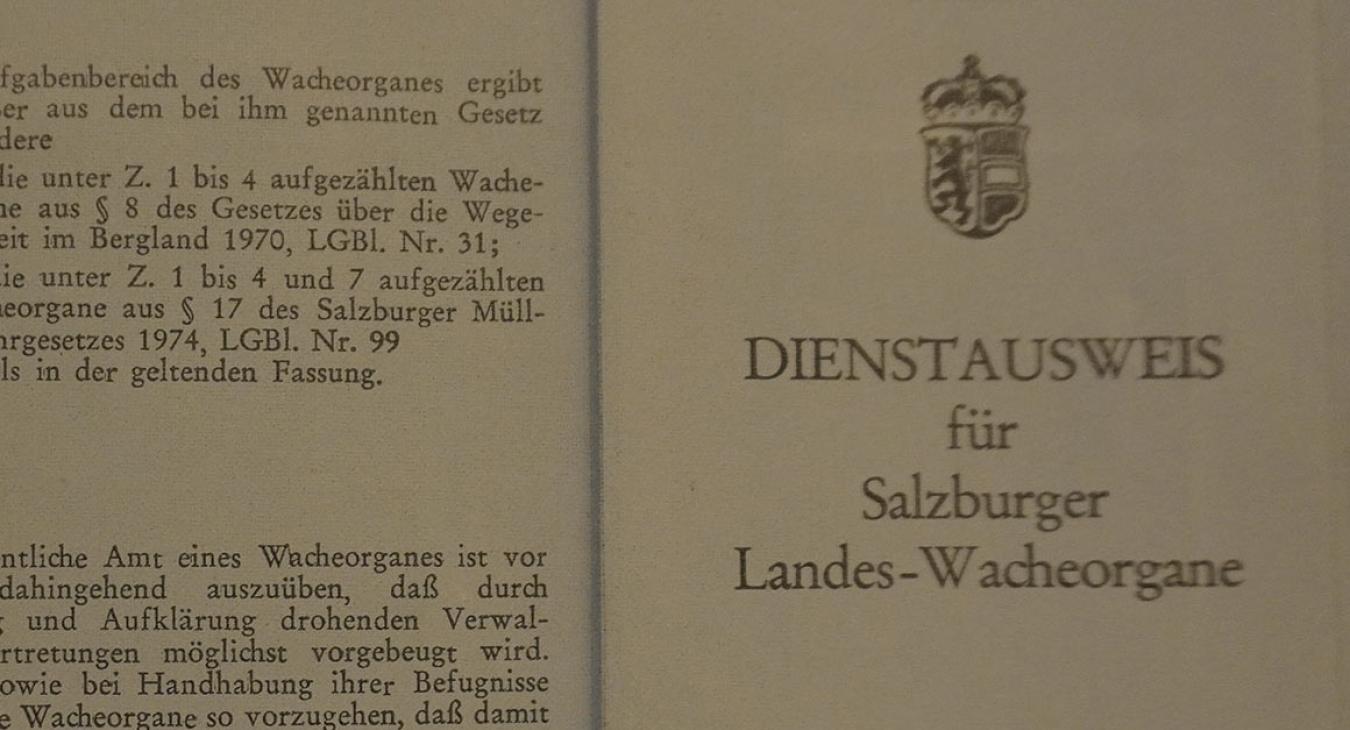 fgabenbereich des Wacheorganes ergibt
er aus dem bei ihm genannten Gesetz
dere
die unter Z. 1 bis 4 aufgezählten Wache-
ne aus § 8 des Gesetzes über die Wege-
eit im Bergland 1970, LGBl. Nr. 31;
ie unter Z. 1 bis 4 und 7 aufgezählten
eorgane aus § 17 des Salzburger Müll-
hrgesetzes 1974, LGBl. Nr. 99
ls in der geltenden Fassung.
ntliche Amt eines Wacheorganes ist vor
dahingehend auszuüben, daß durch
und Aufklärung drohenden Verwal-
rtretungen möglichst vorgebeugt wird.
owie bei Handhabung ihrer Befugnisse
e Wacheorgane so vorzugehen, daß damit
DIENSTAUSWEIS
für
Salzburger
Landes-Wacheorgane